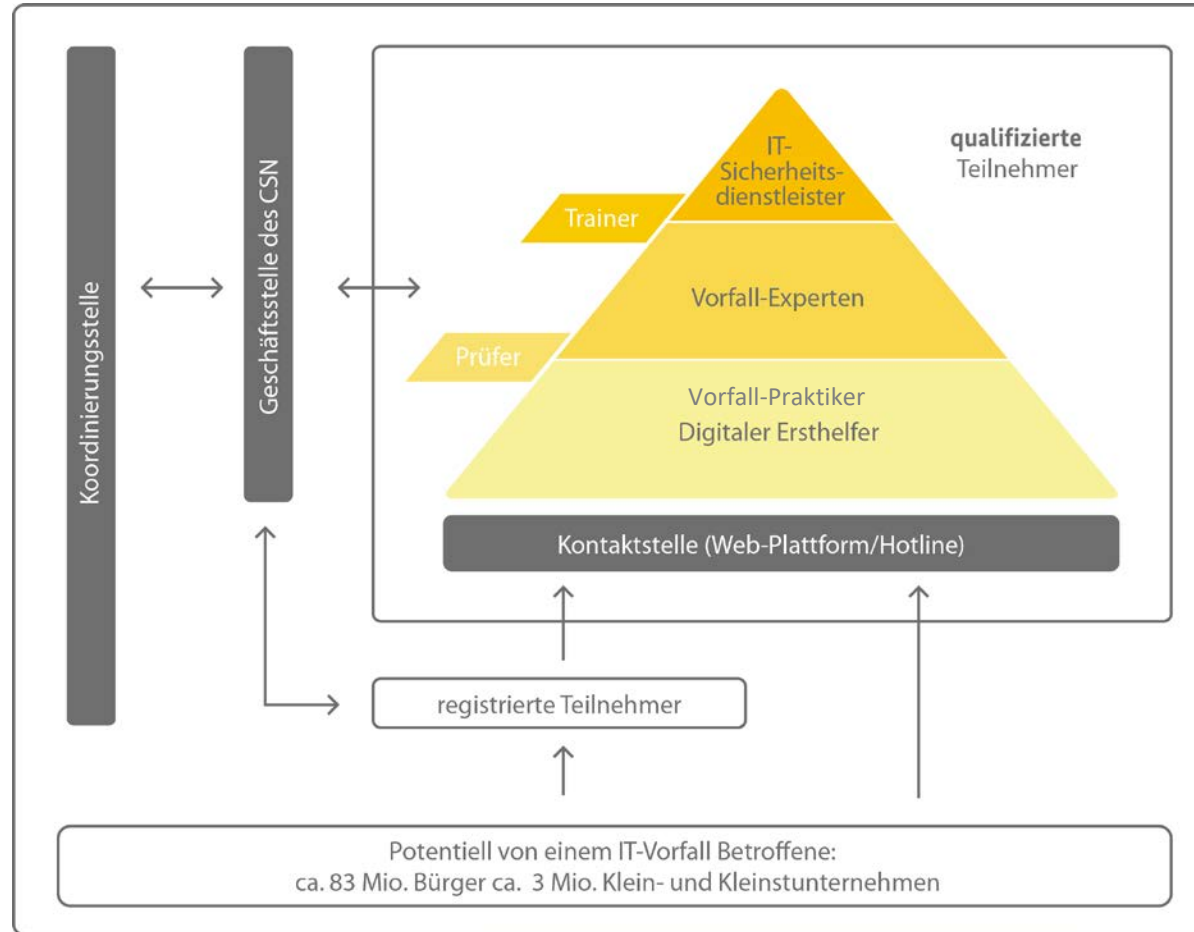 Koordinierungsstelle
Geschäftsstelle des CSN
qualifizierte
Teilnehmer
IT-
Sicherheits-
dienstleister
Trainer
Vorfall-Experten
Prüfer
Vorfall-Praktiker
Digitaler Ersthelfer
Kontaktstelle (Web-Plattform/Hotline)
registrierte Teilnehmer
Potentiell von einem IT-Vorfall Betroffene:
ca. 83 Mio. Bürger ca. 3 Mio. Klein- und Kleinstunternehmen